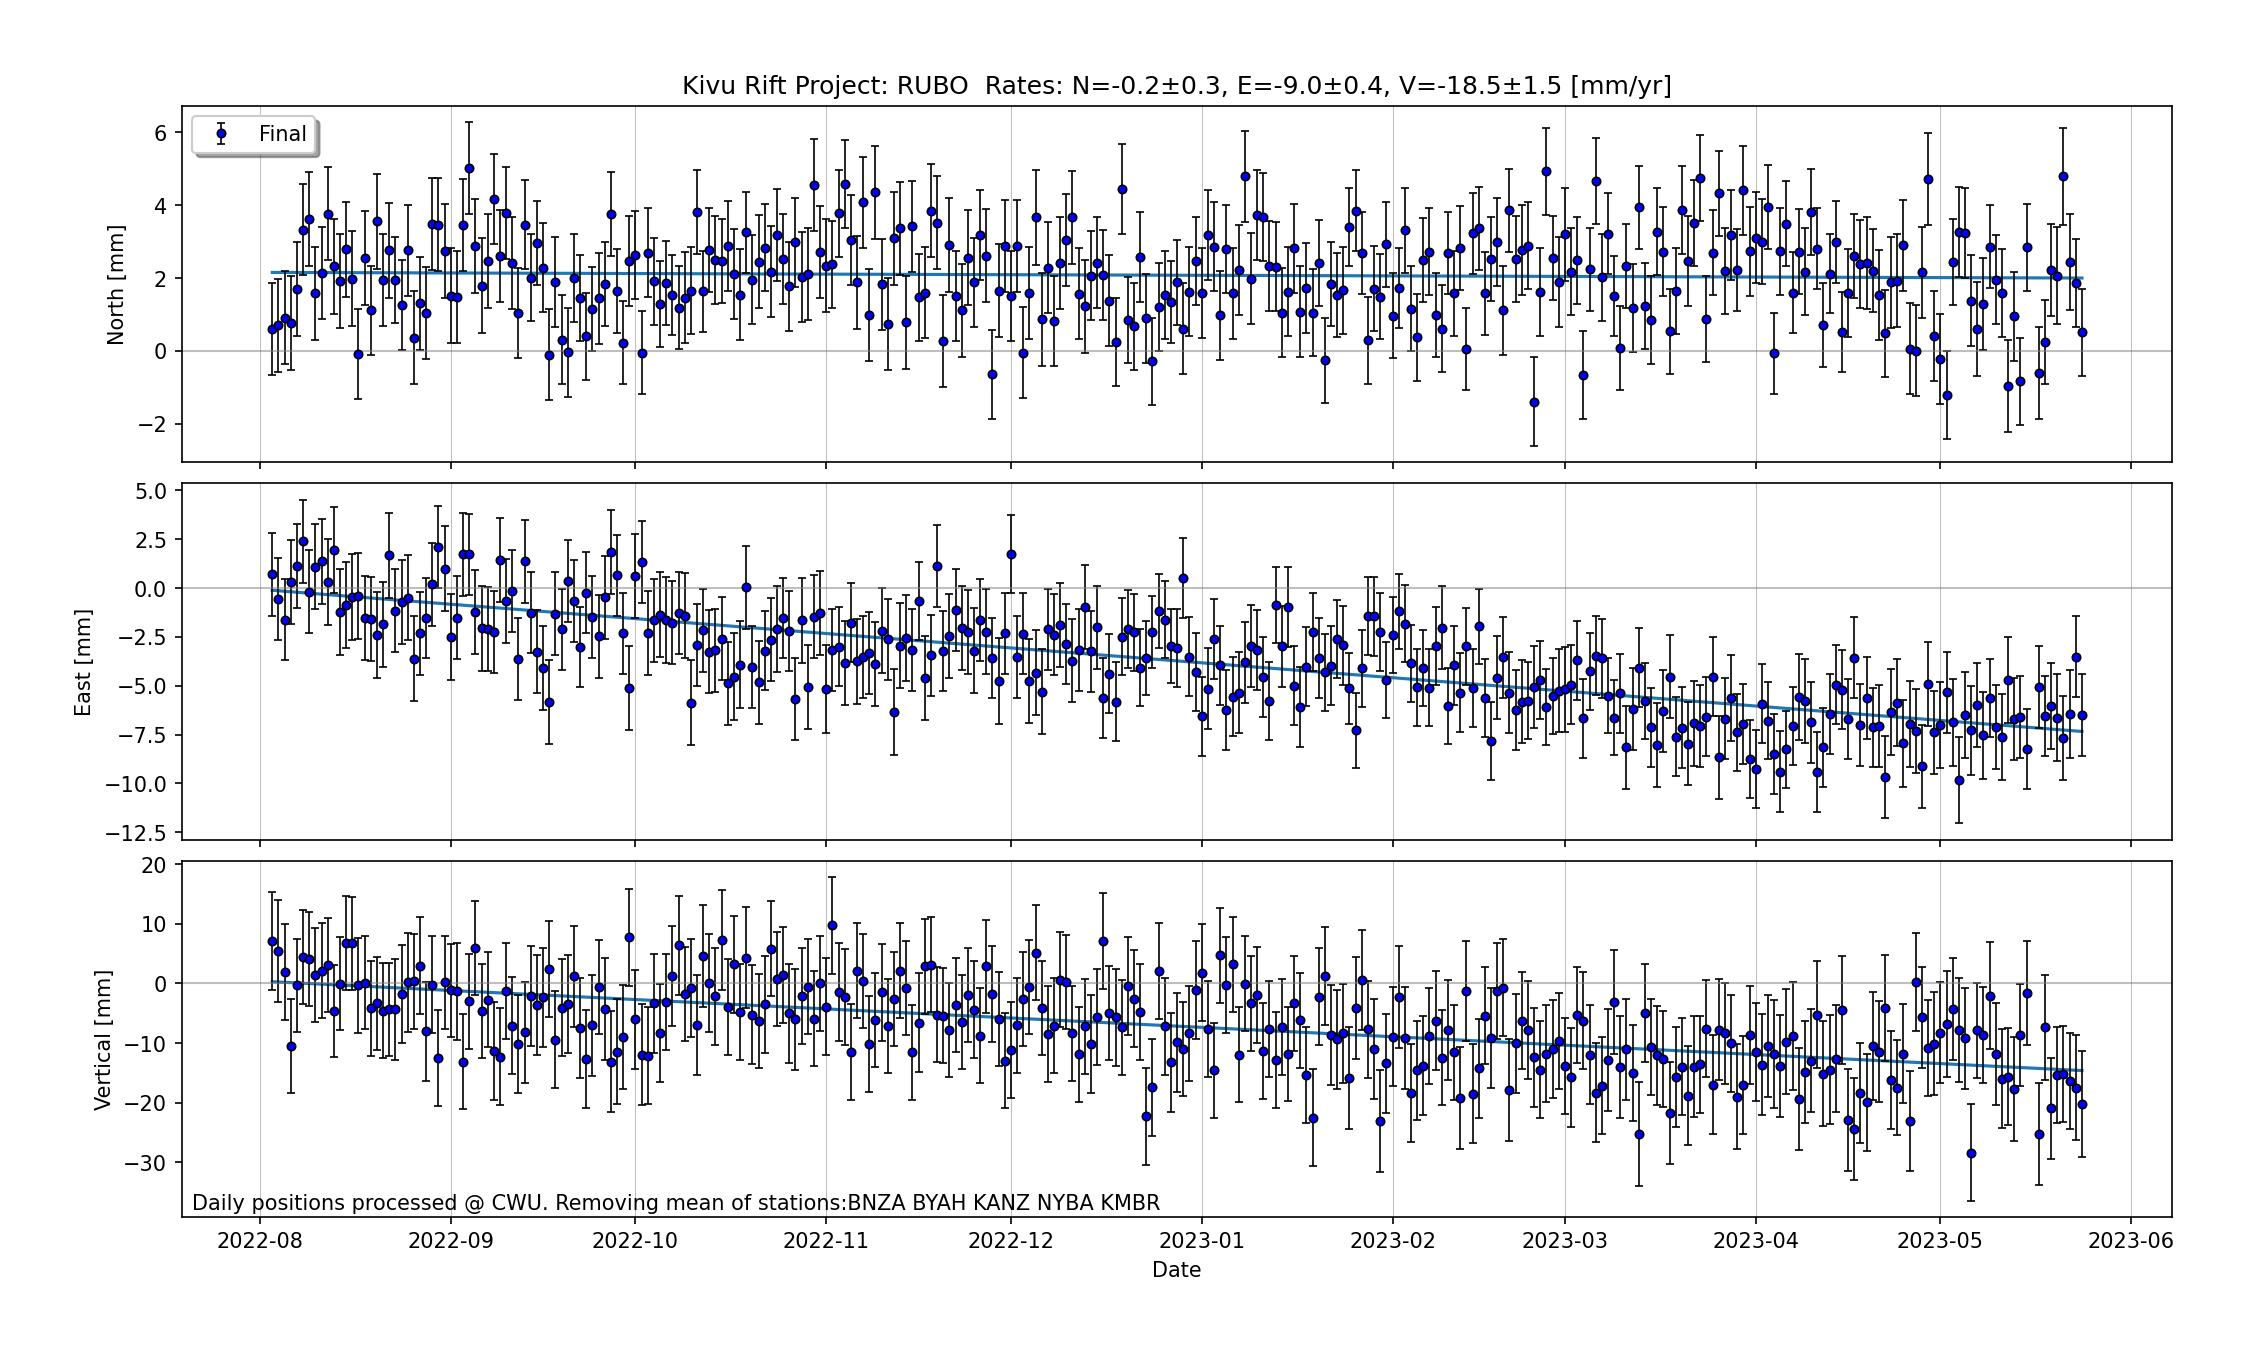 Kivu Rift Project: RUBO  Rates: N=-0.2±0.3, E=-9.0±0.4, V=-18.5±1.5 [mm/yr]
Final
6
4
2
0
−2
North [mm]
5.0
2.5
0.0
−2.5
−5.0
−7.5
−10.0
−12.5
East [mm]
20
10
0
−10
−20
−30
Vertical [mm]
Daily positions processed @ CWU. Removing mean of stations:BNZA BYAH KANZ NYBA KMBR
2022-08 2022-09 2022-10 2022-11 2022-12 2023-01 2023-02 2023-03 2023-04 2023-05 2023-06
Date